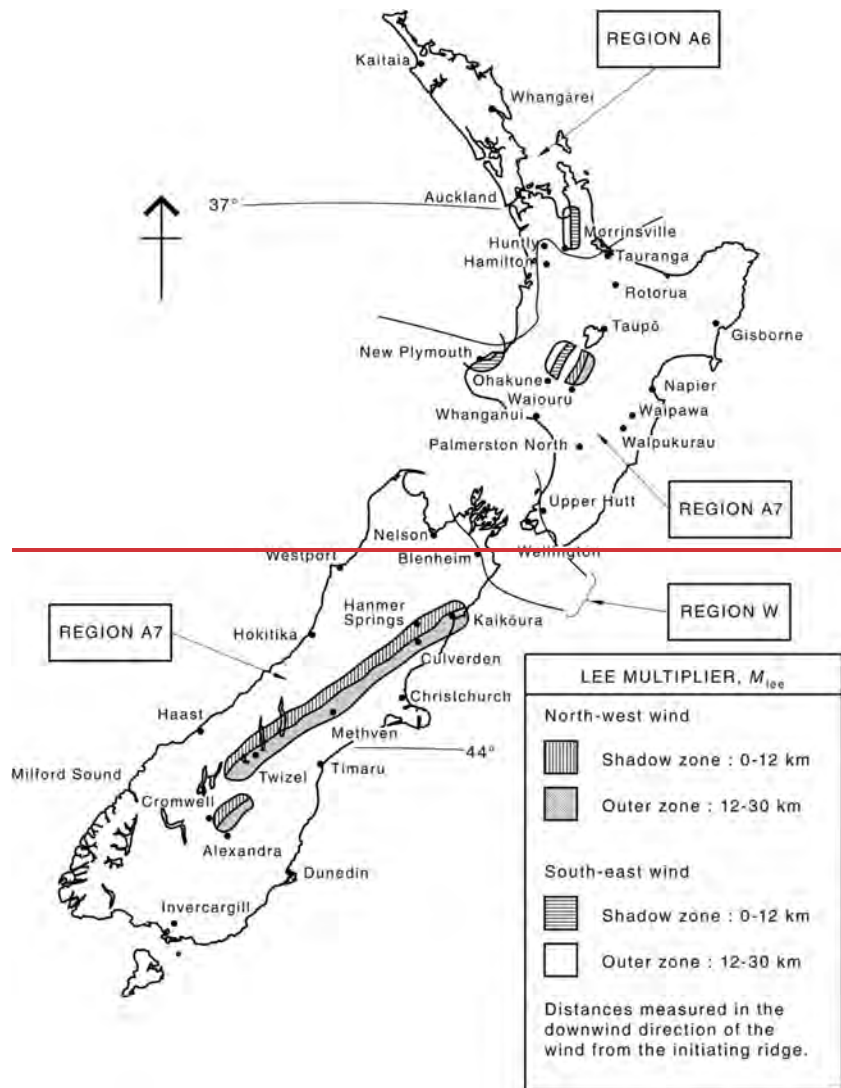 REGION A6
Kaitaia
Whangārei
Auckland
37°
Morrinsville
Huntly
Hamilton
Tauranga
Rotorua
Taupō
Gisborne
New Plymouth
Ohakune
Waiouru
Napier
Whanganui
Waipawa
Palmerston North
Waipukurau
REGION A7
Upper Hutt
Nelson
Wellington
Westport
Blenheim
Hanmer
Springs
Kaikōura
REGION W
REGION A7
Hokitika
Culverden
Christchurch
Haast
Methven
44°
Milford Sound
Twizel
Timaru
Cromwell
Alexandra
Dunedin
Invercargill
LEE MULTIPLIER, Mlee
North-west wind
Shadow zone : 0-12 km
Outer zone : 12-30 km
South-east wind
Shadow zone : 0-12 km
Outer zone : 12-30 km
Distances measured in the
downwind direction of the
wind from the initiating ridge.